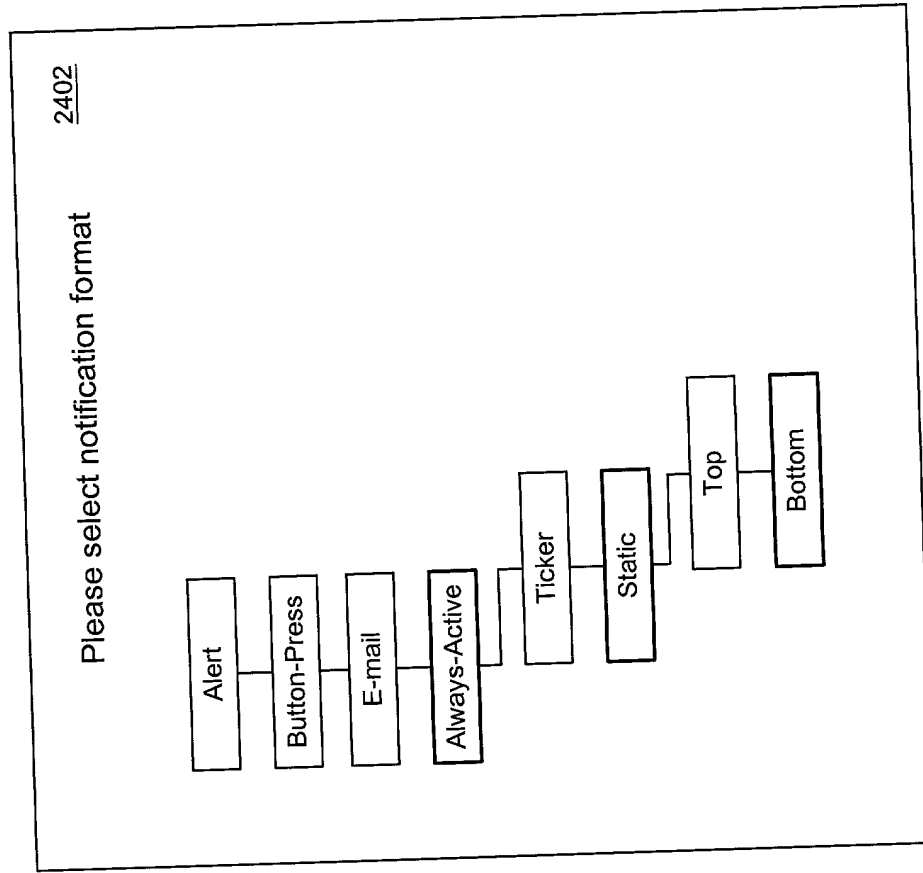 2402
Please select notification format
Alert
Button-Press
E-mail
Always-Active
Ticker
Static
Top
Bottom